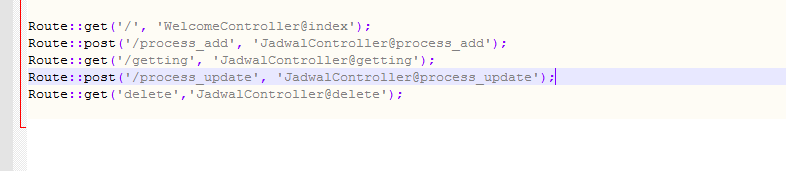 Route::get('/', 'WelcomeController@index');
Route::post('/process_add', 'JadwalController@process_add');
Route::get('/getting', 'JadwalController@getting');
Route::post('/process_update', 'JadwalController@process_update');
Route::get('delete','JadwalController@delete');